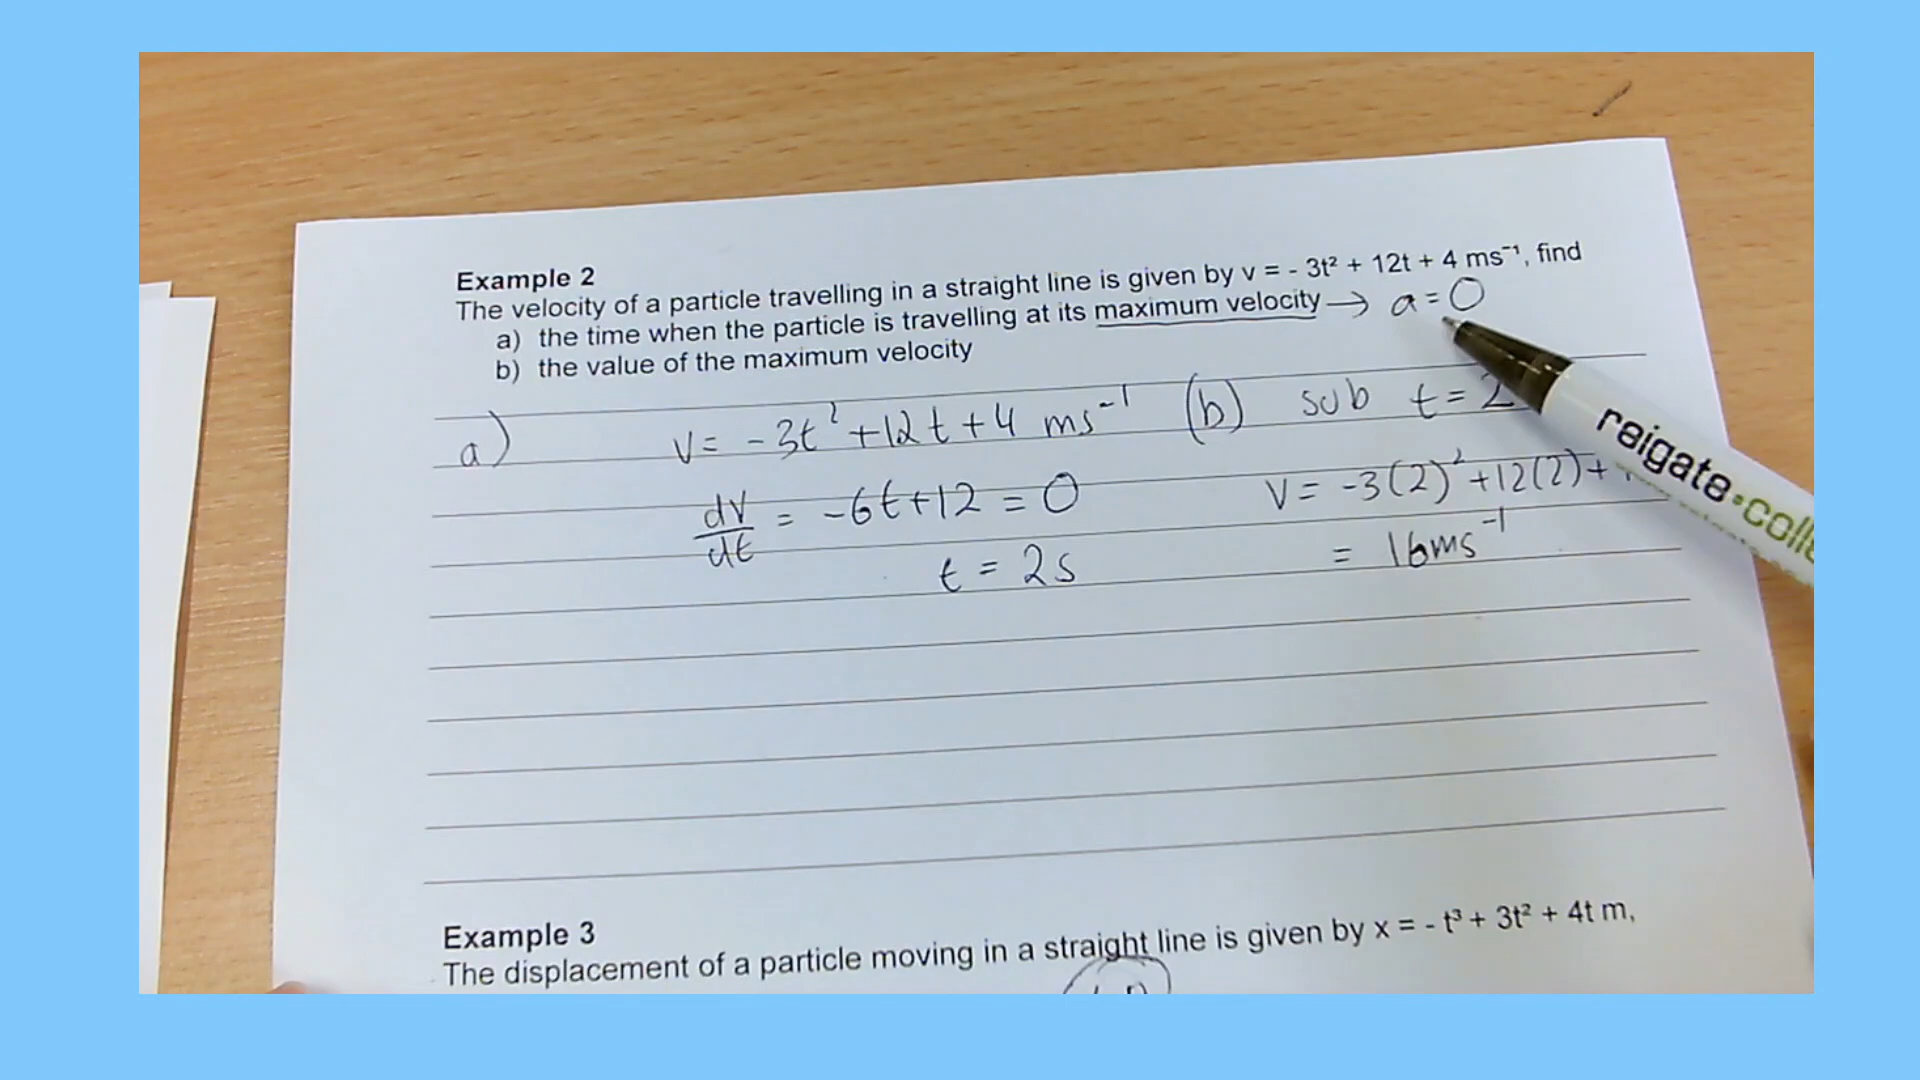 Example 2
The velocity of a particle travelling in a straight line is given by v = - 3t² + 12t + 4 ms⁻¹, find
a) the time when the particle is travelling at its maximum velocity → a = 0
b) the value of the maximum velocity
a) v = -3t² + 12t + 4 ms⁻¹
dv/dt = -6t + 12 = 0
t = 2s
(b) sub t = 2
v = -3(2)² + 12(2) +
= 16ms⁻¹
reigate•coll
Example 3
The displacement of a particle moving in a straight line is given by x = - t³ + 3t² + 4t m,